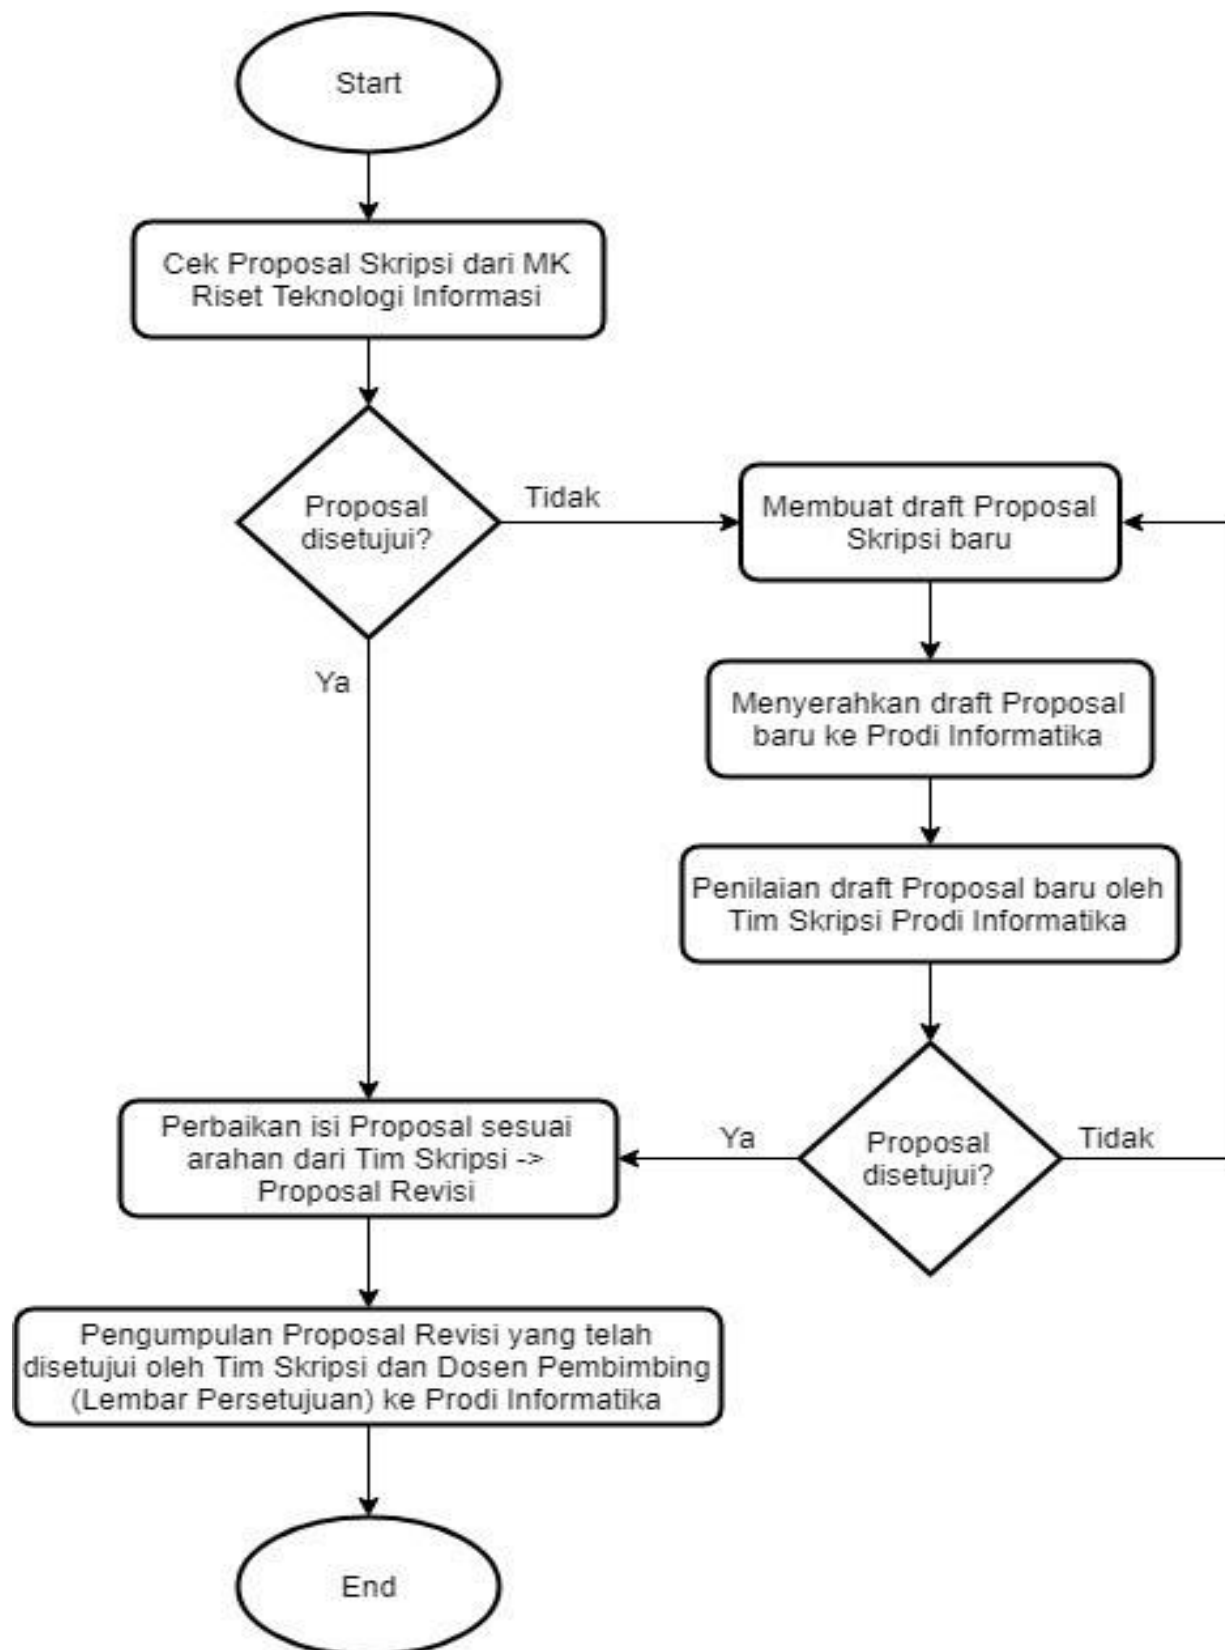 Start
Cek Proposal Skripsi dari MK
Riset Teknologi Informasi
Proposal
disetujui?
Tidak
Ya
Membuat draft Proposal
Skripsi baru
Menyerahkan draft Proposal
baru ke Prodi Informatika
Penilaian draft Proposal baru oleh
Tim Skripsi Prodi Informatika
Proposal
disetujui?
Ya
Tidak
Perbaikan isi Proposal sesuai
arahan dari Tim Skripsi ->
Proposal Revisi
Pengumpulan Proposal Revisi yang telah
disetujui oleh Tim Skripsi dan Dosen Pembimbing
(Lembar Persetujuan) ke Prodi Informatika
End